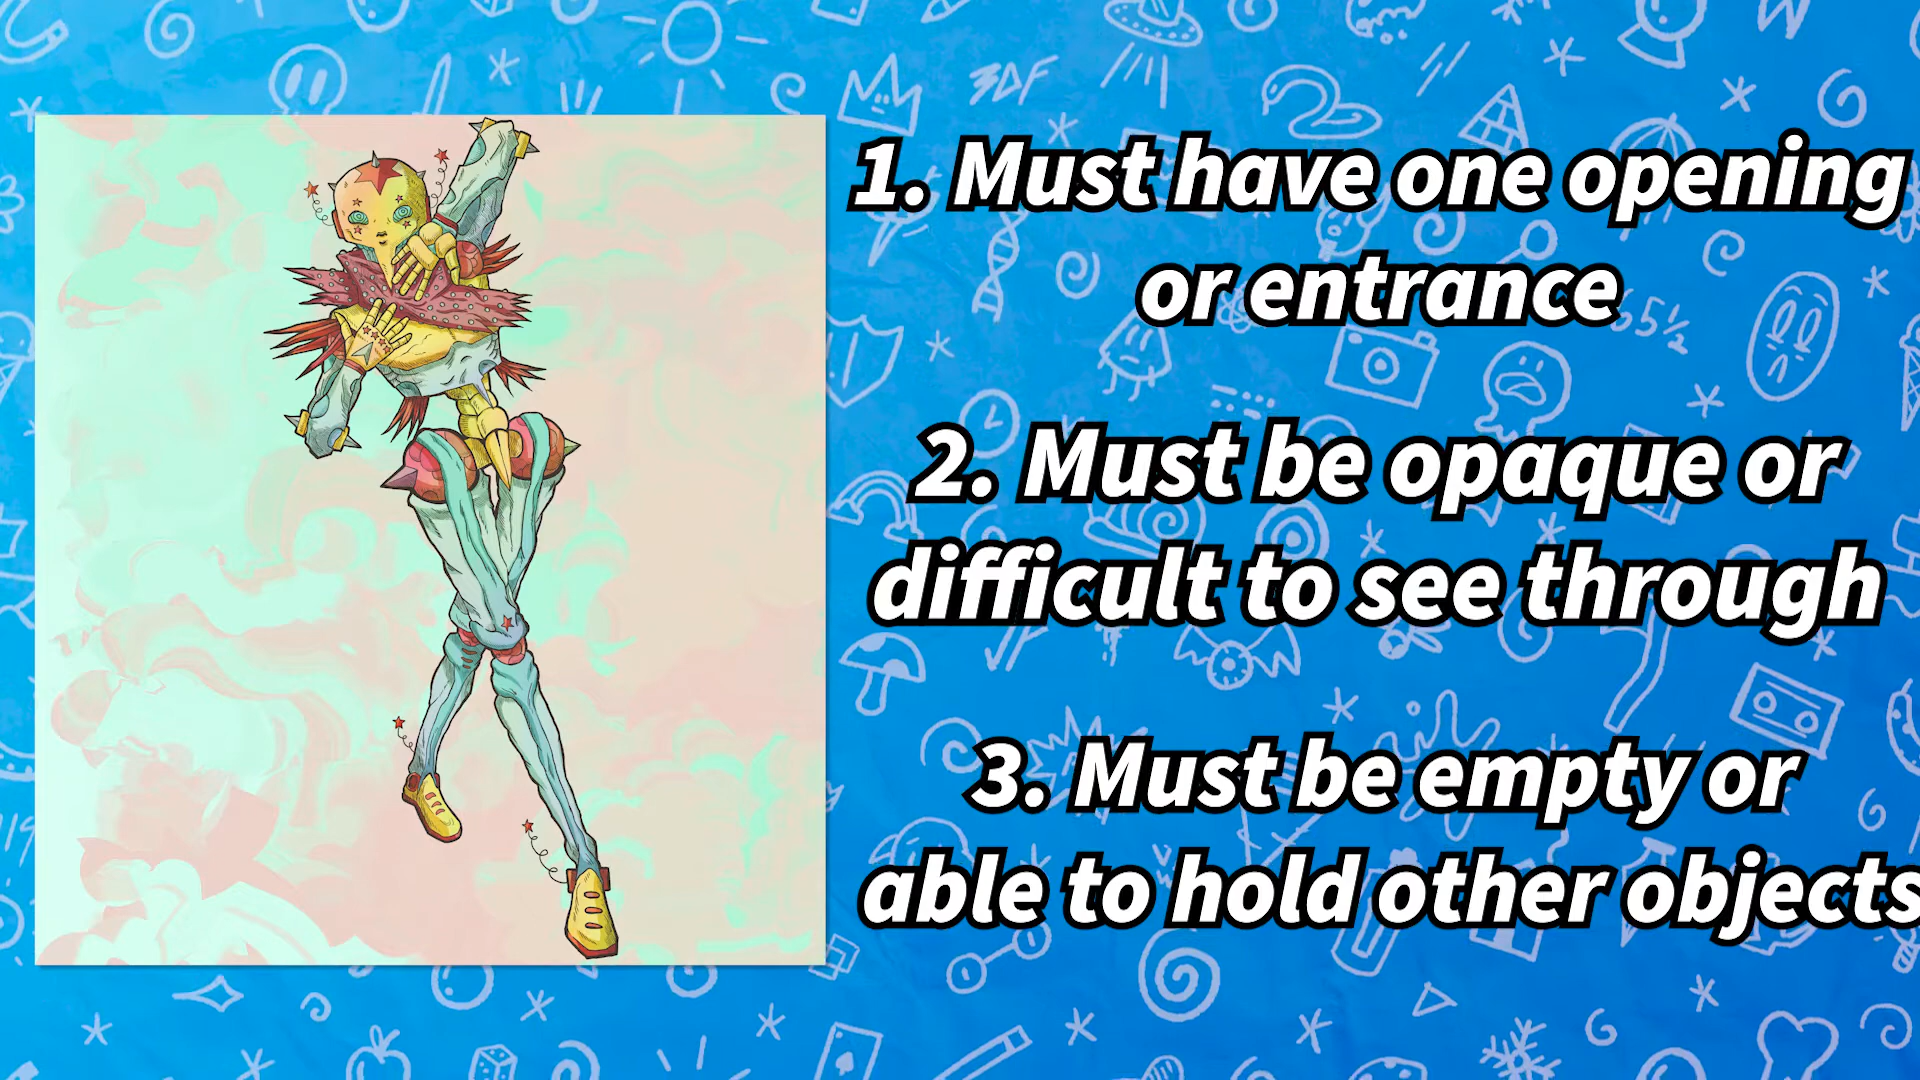 1. Must have one opening
or entrance
2. Must be opaque or
difficult to see through
3. Must be empty or
able to hold other objects